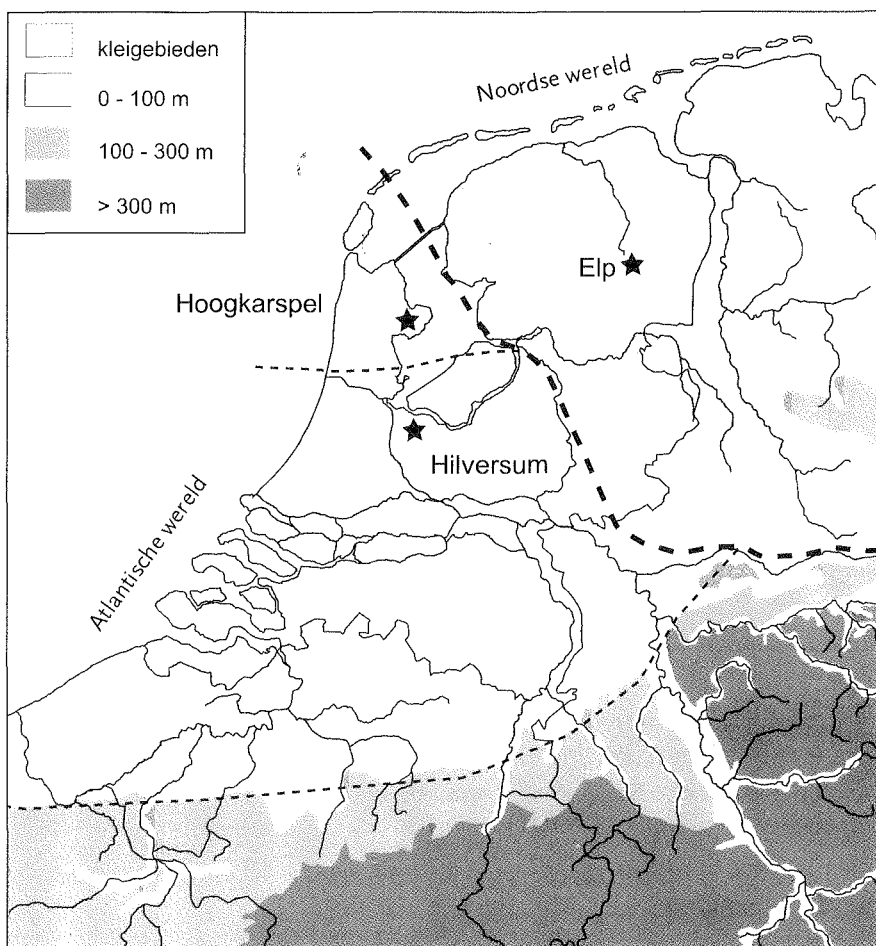 kleigebieden
0 - 100 m
100 - 300 m
> 300 m
Noordse wereld
Elp
Hoogkarspel
Hilversum
Atlantische wereld